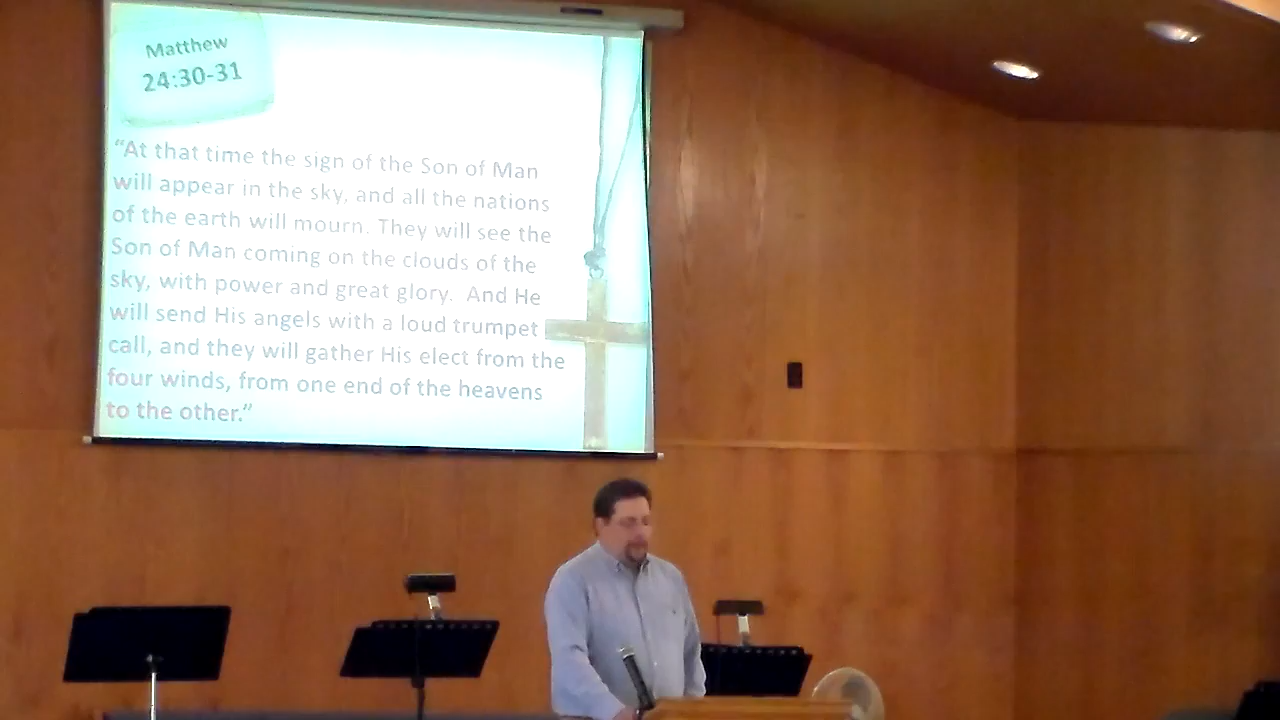 Matthew
24:30-31
“At that time the sign of the Son of Man
will appear in the sky, and all the nations
of the earth will mourn. They will see the
Son of Man coming on the clouds of the
sky, with power and great glory.  And He
will send His angels with a loud trumpet
call, and they will gather His elect from the
four winds, from one end of the heavens
to the other.”